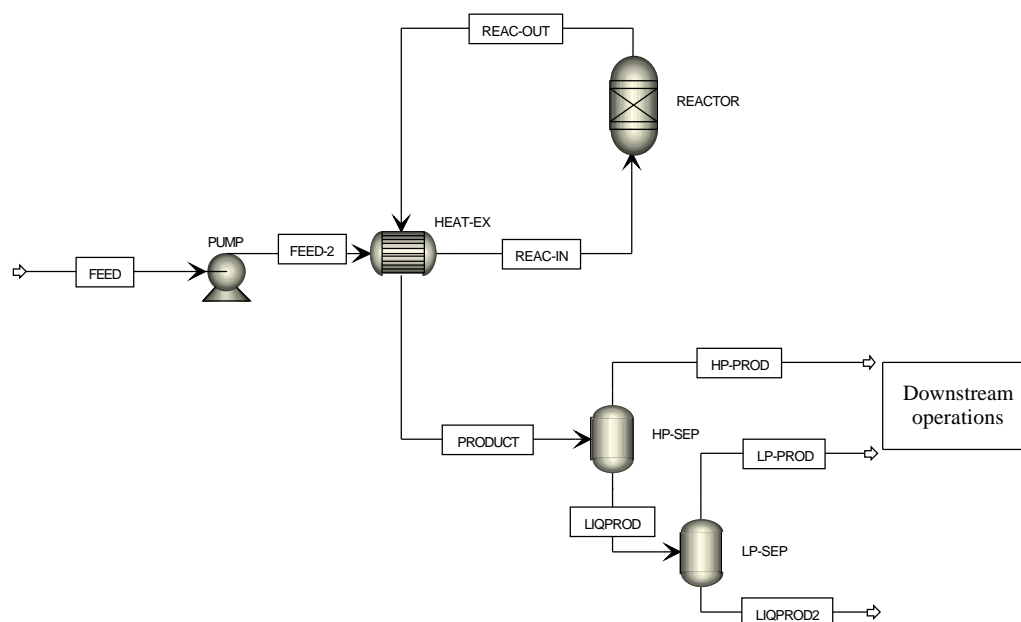 REAC-OUT
REACTOR
HEAT-EX
PUMP
FEED-2
REAC-IN
FEED
HP-PROD
Downstream
operations
PRODUCT
HP-SEP
LP-PROD
LIQPROD
LP-SEP
LIQPROD2